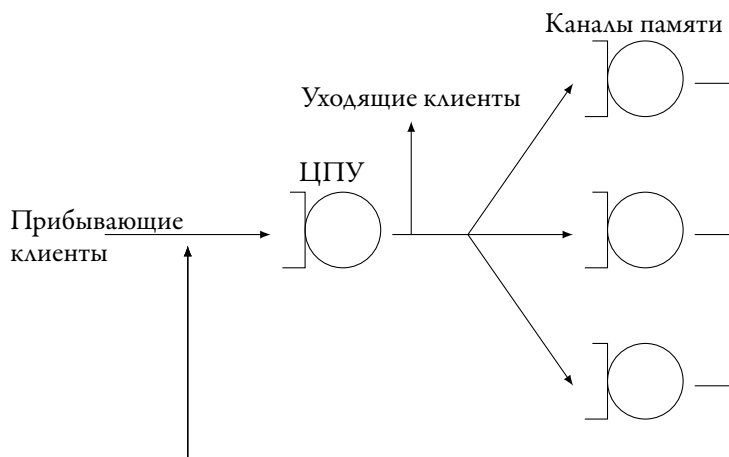 Каналы памяти
Уходящие клиенты
ЦПУ
Прибывающие
клиенты